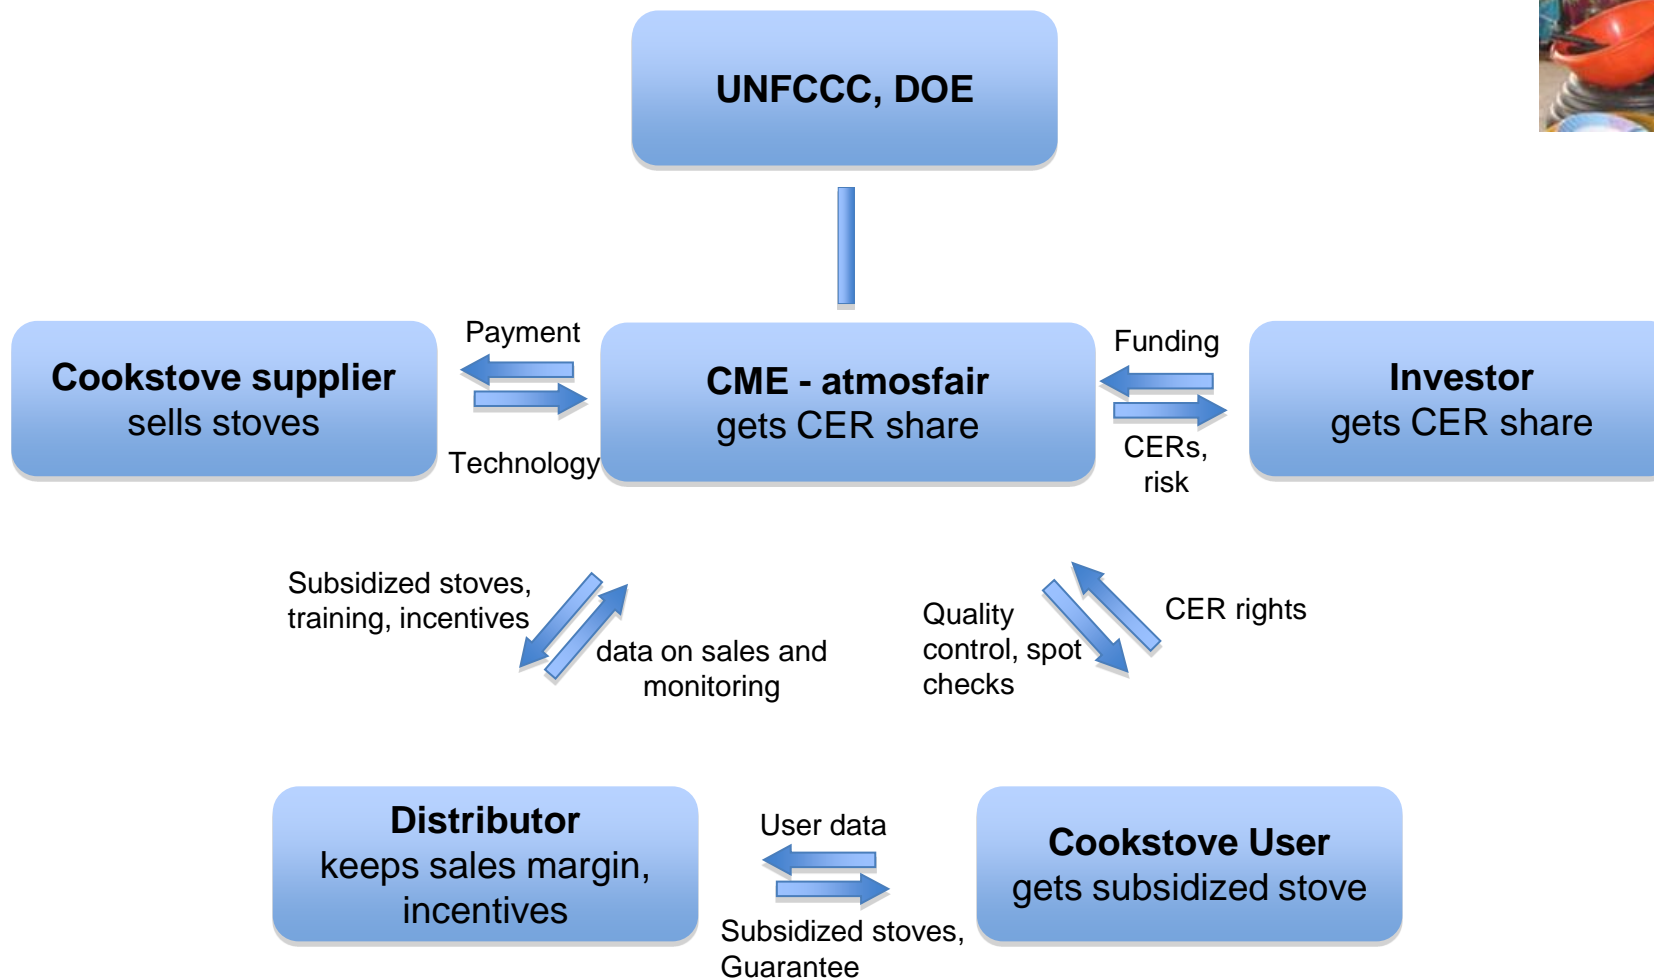 UNFCCC, DOE
Payment
Funding
Cookstove supplier
sells stoves
CME - atmosfair
gets CER share
Investor
gets CER share
Technology
CERs,
risk
Subsidized stoves,
training, incentives
data on sales and
monitoring
Quality
control, spot
checks
CER rights
Distributor
keeps sales margin,
incentives
User data
Subsidized stoves,
Guarantee
Cookstove User
gets subsidized stove